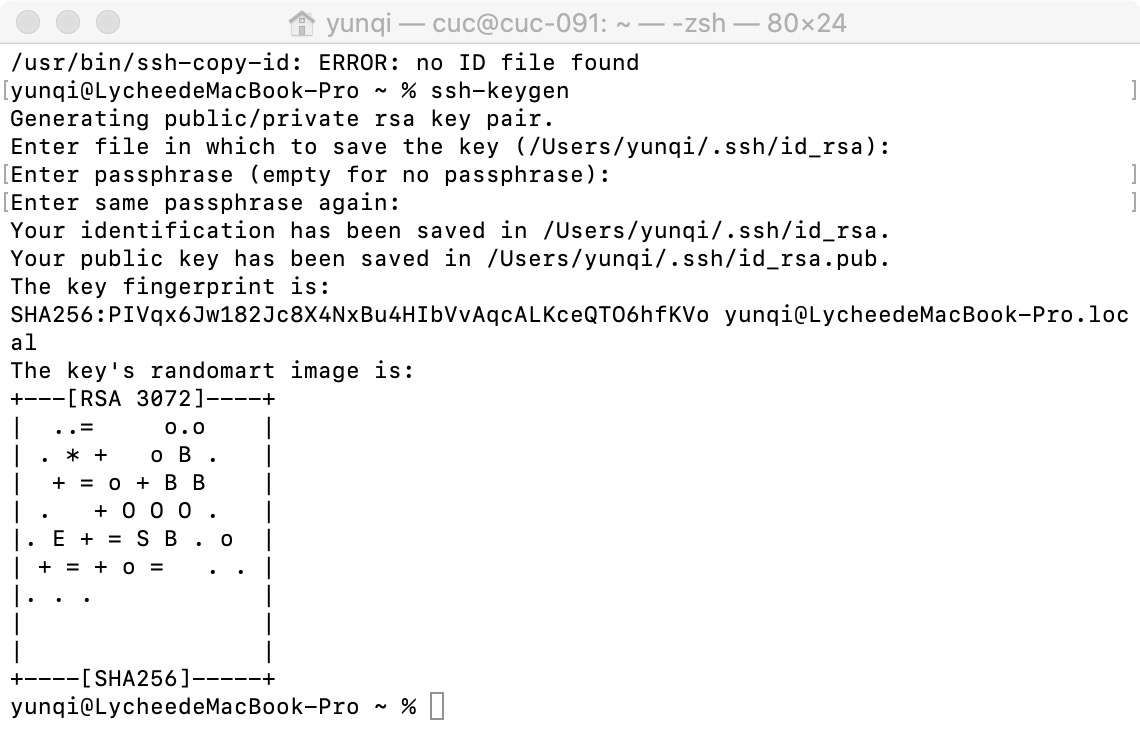 yunqi — cuc@cuc-091: ~ — -zsh — 80×24
/usr/bin/ssh-copy-id: ERROR: no ID file found
[yunqi@LycheedeMacBook-Pro ~ % ssh-keygen ]
Generating public/private rsa key pair.
Enter file in which to save the key (/Users/yunqi/.ssh/id_rsa):
[Enter passphrase (empty for no passphrase): ]
[Enter same passphrase again: ]
Your identification has been saved in /Users/yunqi/.ssh/id_rsa.
Your public key has been saved in /Users/yunqi/.ssh/id_rsa.pub.
The key fingerprint is:
SHA256:PIVqx6Jw182Jc8X4NxBu4HIbVvAqcALKceQTO6hfKVo yunqi@LycheedeMacBook-Pro.loc
al
The key's randomart image is:
+---[RSA 3072]----+
|  ..=     o.o    |
| . * +   o B .   |
|  + = o + B B    |
| .   + O O O .   |
|. E + = S B . o  |
| + = + o =   . . |
|. . .            |
|                 |
|                 |
+----[SHA256]-----+
yunqi@LycheedeMacBook-Pro ~ %